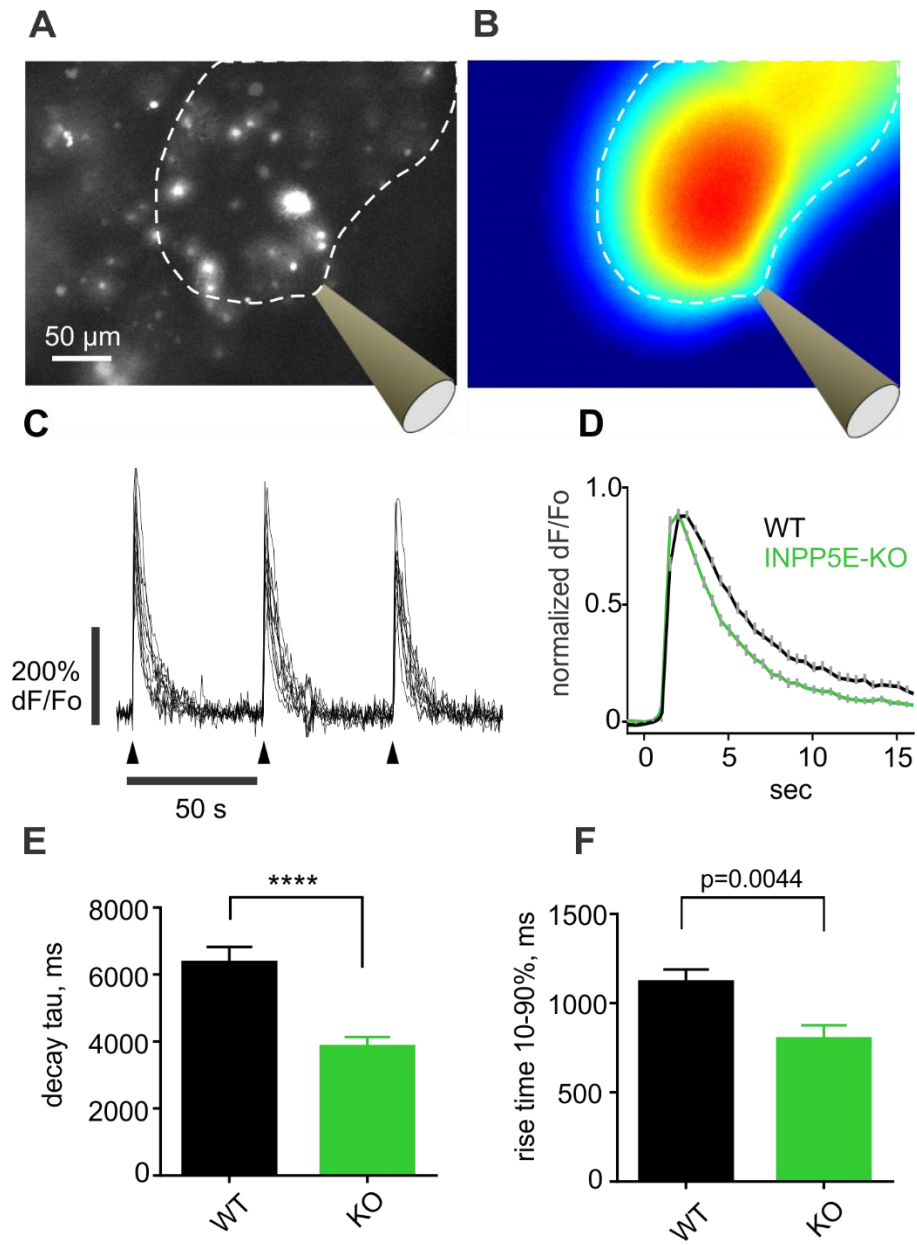 A
B
50 µm
C
D
200%
dF/Fo
50 s
normalized dF/Fo
1.0
0.5
0
WT
INPP5E-KO
0
5
10
15
sec
E
F
****
p=0.0044
decay tau, ms
8000
6000
4000
2000
0
WT
KO
rise time 10-90%, ms
1500
1000
500
0
WT
KO